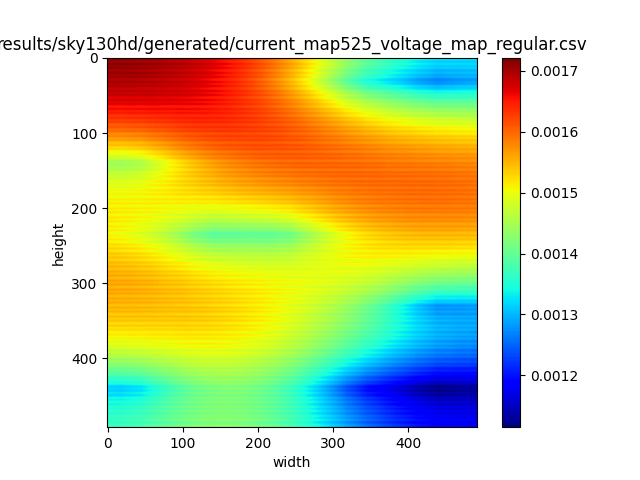 results/sky130hd/generated/current_map525_voltage_map_regular.csv
0
100
200
300
400
height
0 100 200 300 400
width
0.0017
0.0016
0.0015
0.0014
0.0013
0.0012